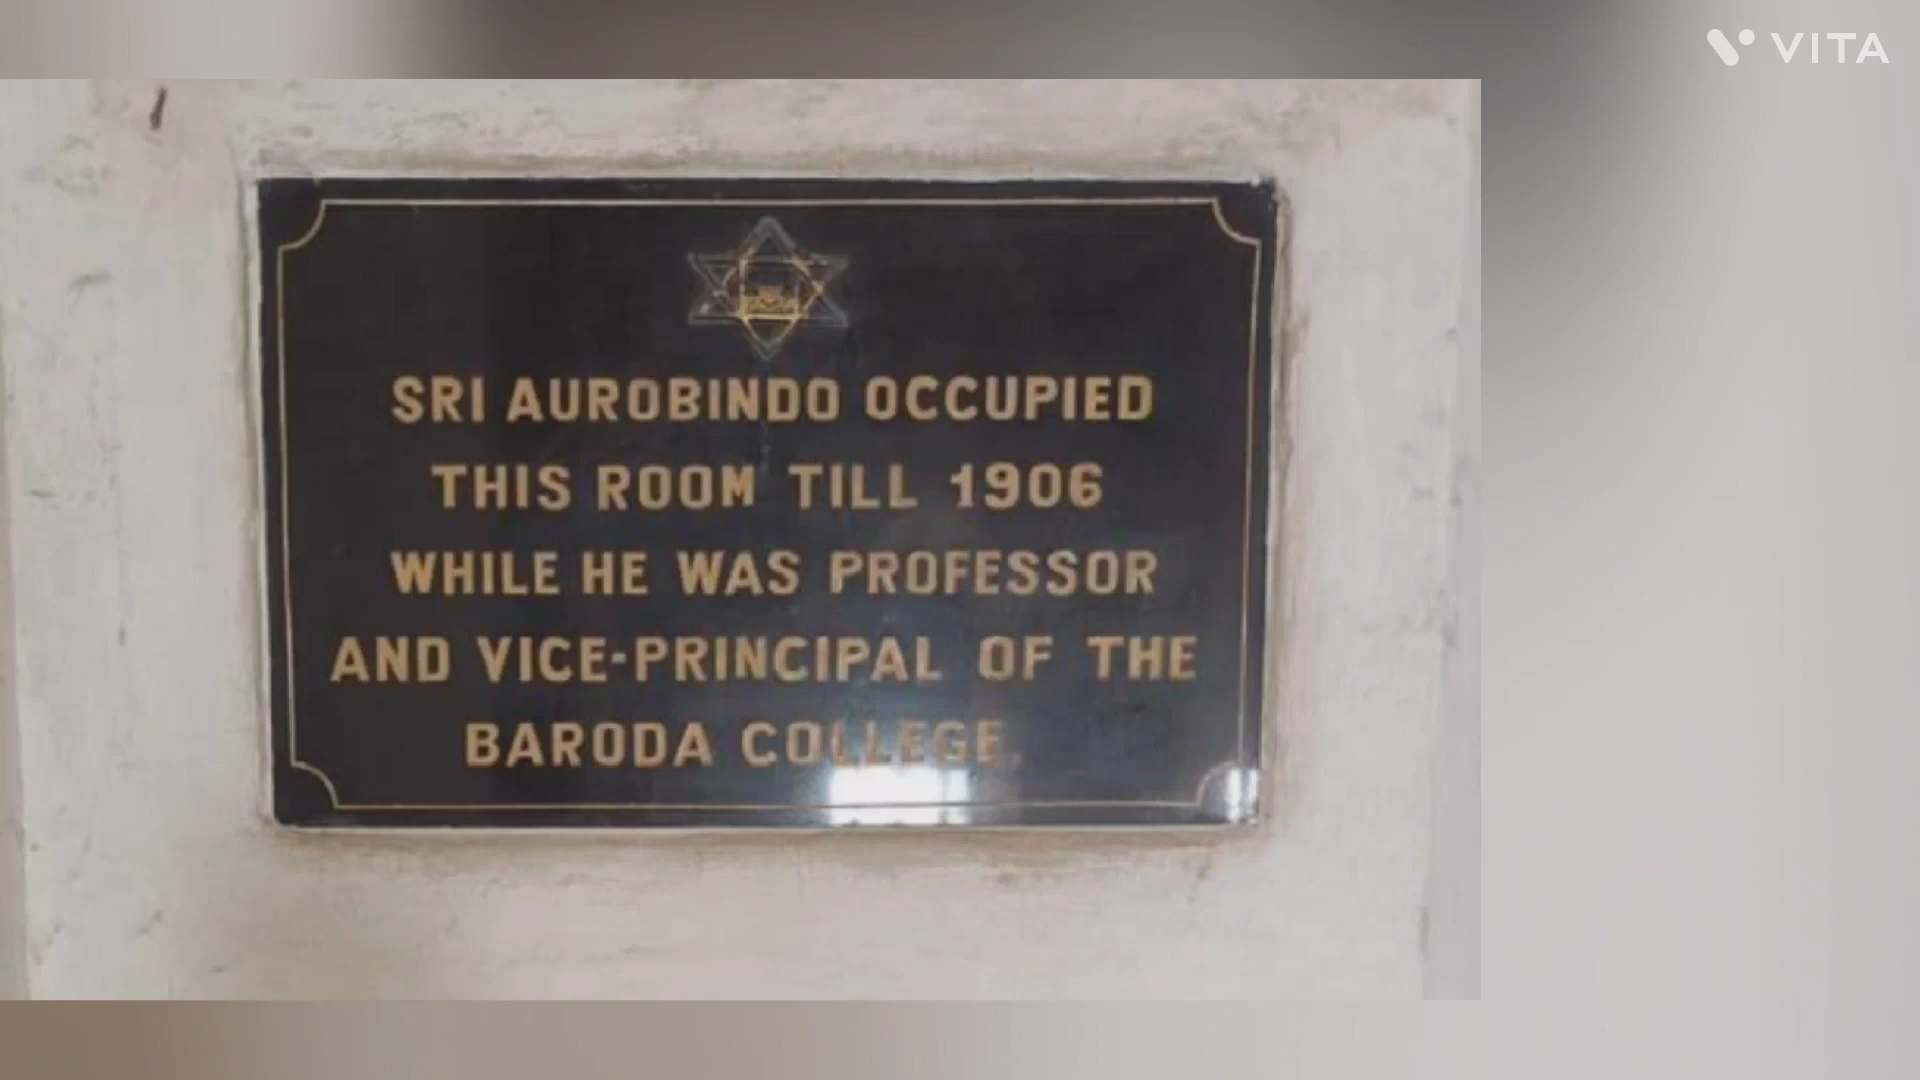 VITA
SRI AUROBINDO OCCUPIED
THIS ROOM TILL 1906
WHILE HE WAS PROFESSOR
AND VICE-PRINCIPAL OF THE
BARODA COLLEGE.